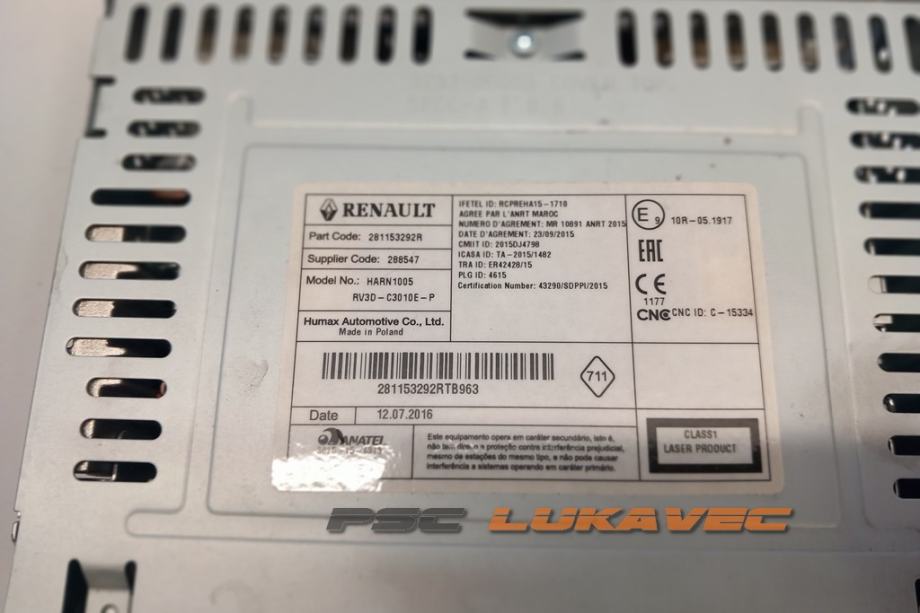 RENAULT
Part Code: 281153292R
Supplier Code: 288547
Model No.: HARN1005
RV3D-C3010E-P
Humax Automotive Co., Ltd.
Made in Poland
IFETEL ID: RCPREHA15-1710
AGREE PAR L'ANRT MAROC
NUMERO D'AGREMENT: MR 10891 ANRT 2015
DATE D'AGREMENT: 23/09/2015
CMIIT ID: 2015DJ4798
ICASA ID: TA-2015/1482
TRA ID: ER42428/15
PLG ID: 4615
Certification Number: 43290/SDPPI/2015
E9 10R-05.1917
EAC
CE
1177
CNC CNC ID: C-15334
281153292RTB963
711
Date 12.07.2016
ANATEL
Este equipamento opera em caráter secundário, isto é,
não tem direito a proteção contra interferência prejudicial,
mesmo de estações do mesmo tipo, e não pode causar
interferência a sistemas operando em caráter primário.
CLASS1
LASER PRODUCT
PSC LUKAVEC